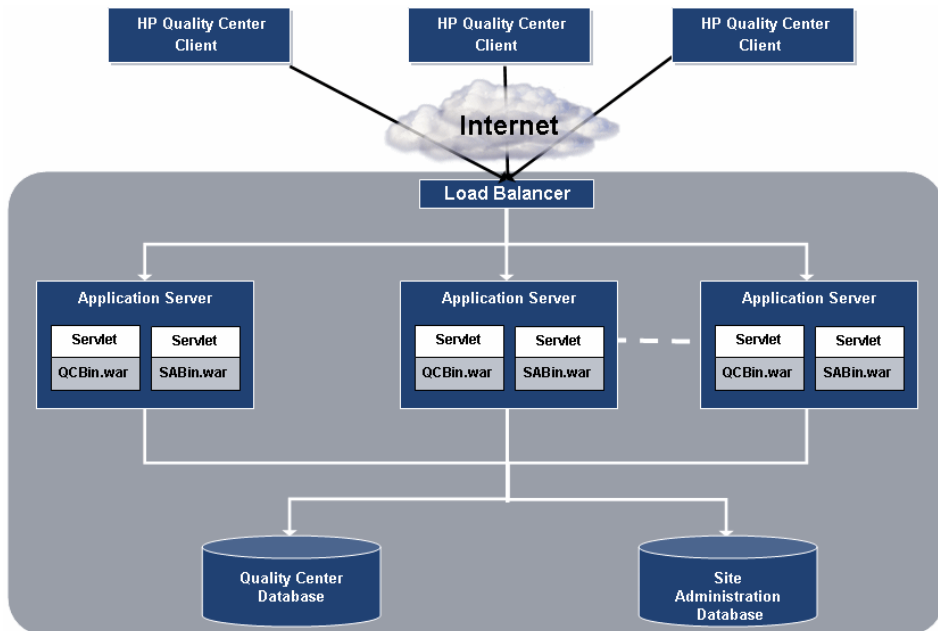 HP Quality Center
Client
HP Quality Center
Client
HP Quality Center
Client
Internet
Load Balancer
Application Server
Servlet
QCBin.war
Servlet
SABin.war
Application Server
Servlet
QCBin.war
Servlet
SABin.war
Application Server
Servlet
QCBin.war
Servlet
SABin.war
Quality Center
Database
Site
Administration
Database